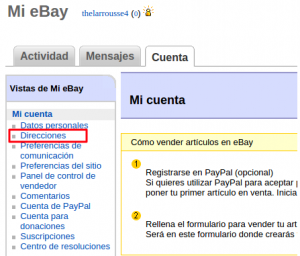 Mi eBay thelarrousse4 (0)
Actividad Mensajes Cuenta
Vistas de Mi eBay
Mi cuenta
Datos personales
Direcciones
Preferencias de
comunicación
Preferencias del sitio
Panel de control de
vendedor
Comentarios
Cuenta de PayPal
Cuenta para
donaciones
Suscripciones
Centro de resoluciones
Mi cuenta
Cómo vender artículos en eBay
1
Registrarse en PayPal (opcional)
Si quieres utilizar PayPal para aceptar
poner tu primer artículo en venta. Inicia
2
Rellena el formulario para vender tu art
Será en este formulario donde crearás